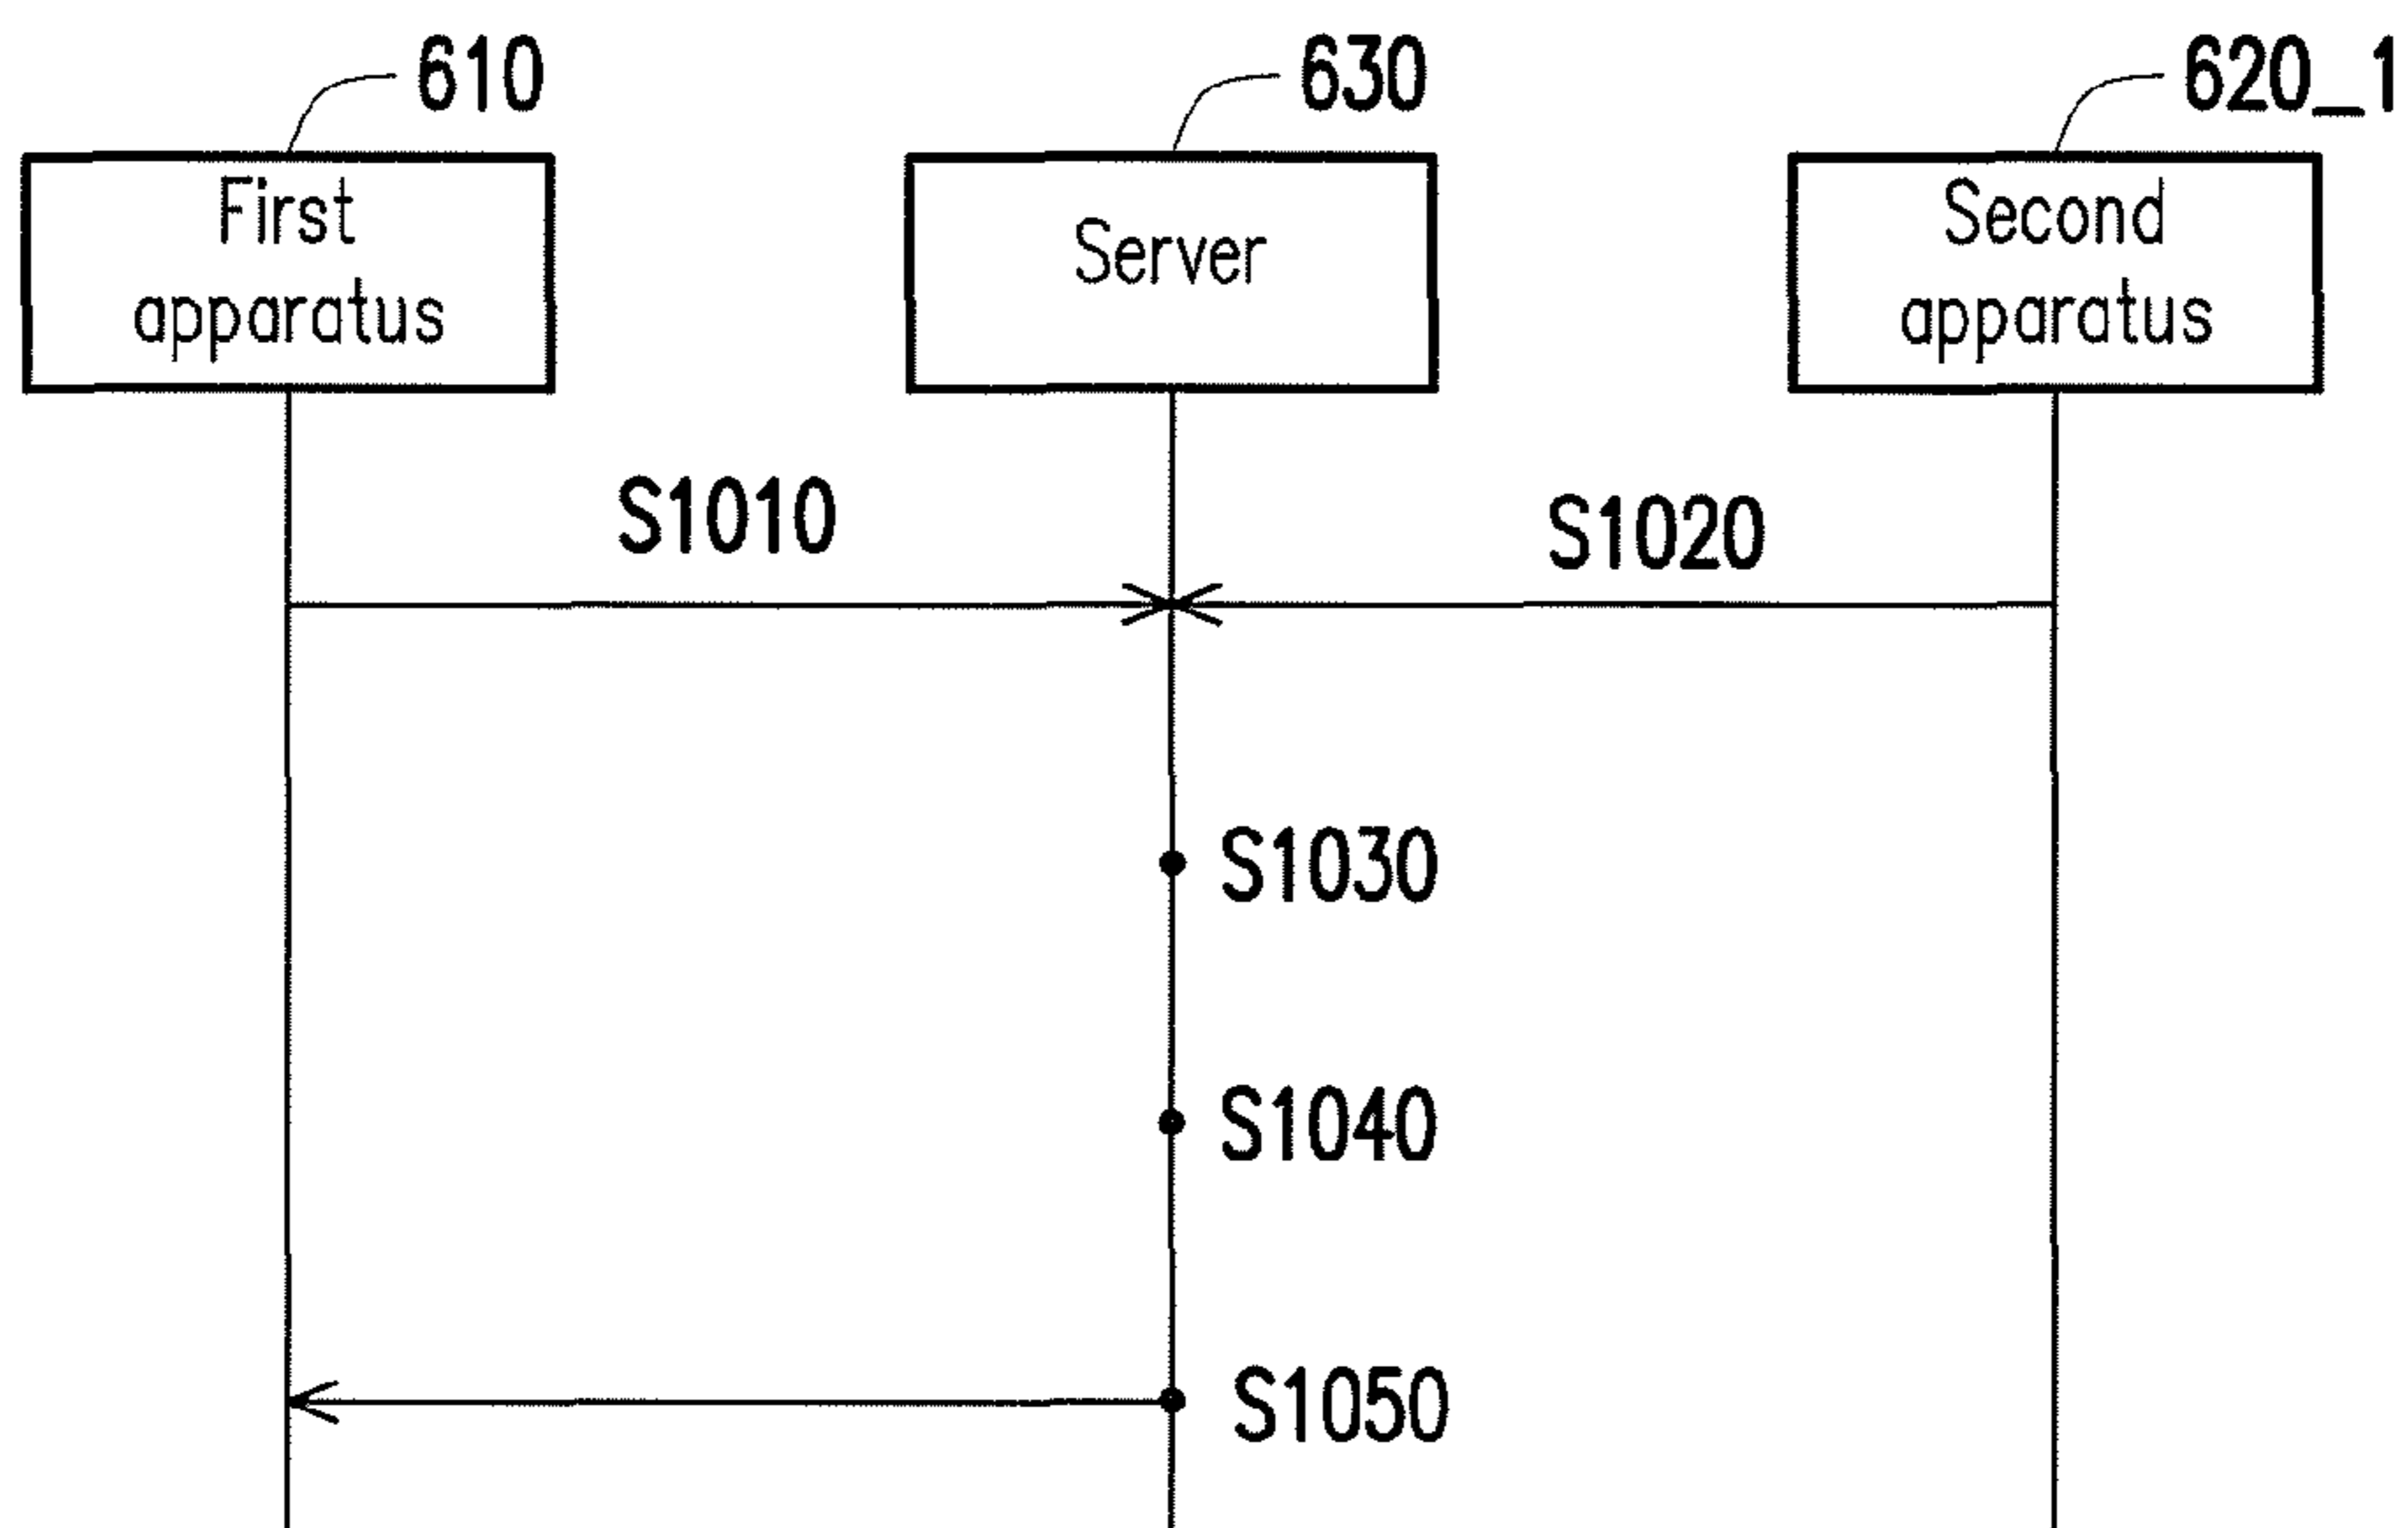 610
630
620_1
First
apparatus
Server
Second
apparatus
S1010
S1020
S1030
S1040
S1050